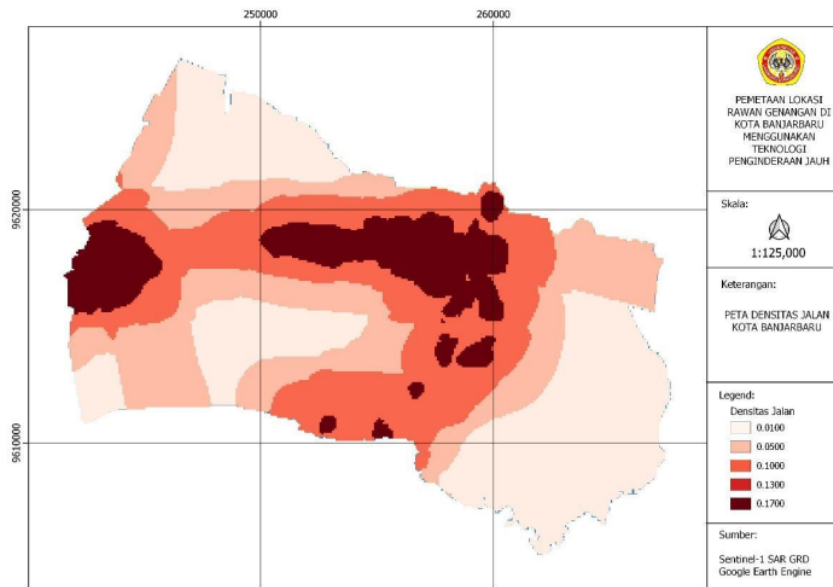 250000
260000
9620000
9610000
PEMETAAN LOKASI
RAWAN GENANGAN DI
KOTA BANJARBARU
MENGGUNAKAN
TEKNOLOGI
PENGINDERAAN JAUH
Skala:
1:125,000
Keterangan:
PETA DENSITAS JALAN
KOTA BANJARBARU
Legend:
Densitas Jalan
0.0100
0.0500
0.1000
0.1300
0.1700
Sumber:
Sentinel-1 SAR GRD
Google Earth Engine